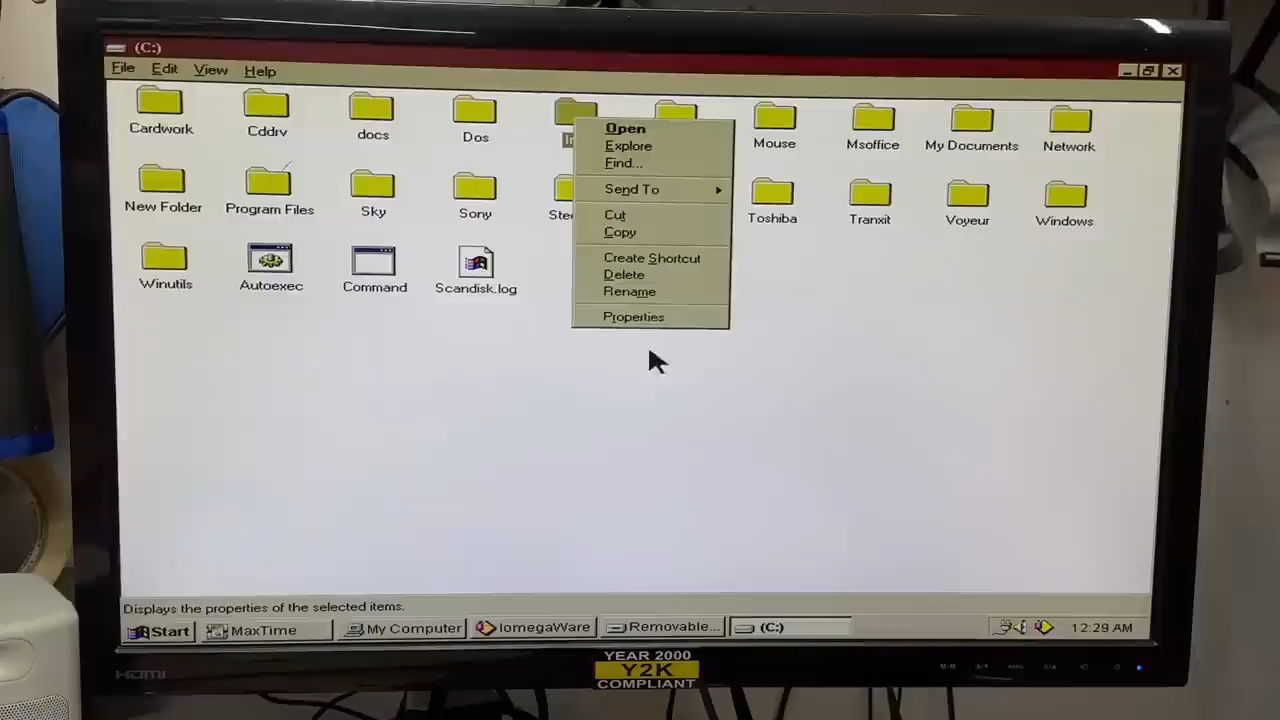 (C:)
File Edit View Help
Cardwork Cddrv docs Dos Mouse Msoffice My Documents Network
Open
Explore
Find...
Send To
Cut
Copy
Create Shortcut
Delete
Rename
Properties
New Folder Program Files Sky Sony Toshiba Tranxit Voyeur Windows
Winutils Autoexec Command Scandisk.log
Displays the properties of the selected items.
Start MaxTime My Computer IomegaWare Removable... (C:) 12:29 AM
HDMI
YEAR 2000
Y2K
COMPLIANT